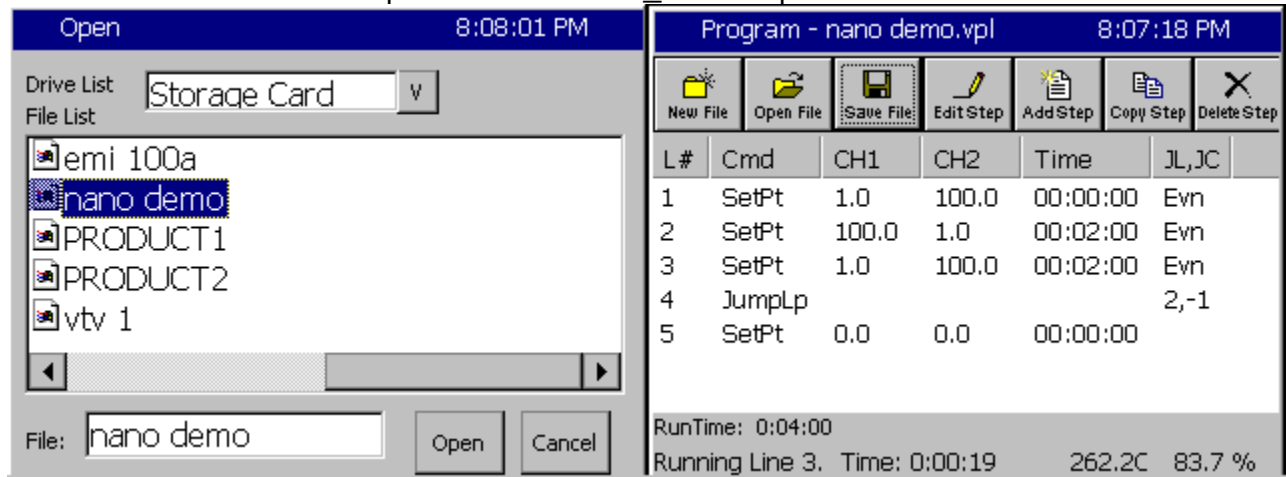 Open 8:08:01 PM
Drive List Storage Card V
File List
emi 100a
nano demo
PRODUCT1
PRODUCT2
vtv 1
File: nano demo Open Cancel
Program - nano demo.vpl 8:07:18 PM
New File Open File Save File Edit Step Add Step Copy Step Delete Step
L# Cmd CH1 CH2 Time JL,JC
1 SetPt 1.0 100.0 00:00:00 Evn
2 SetPt 100.0 1.0 00:02:00 Evn
3 SetPt 1.0 100.0 00:02:00 Evn
4 JumpLp 2,-1
5 SetPt 0.0 0.0 00:00:00
RunTime: 0:04:00
Running Line 3. Time: 0:00:19 262.2C 83.7 %